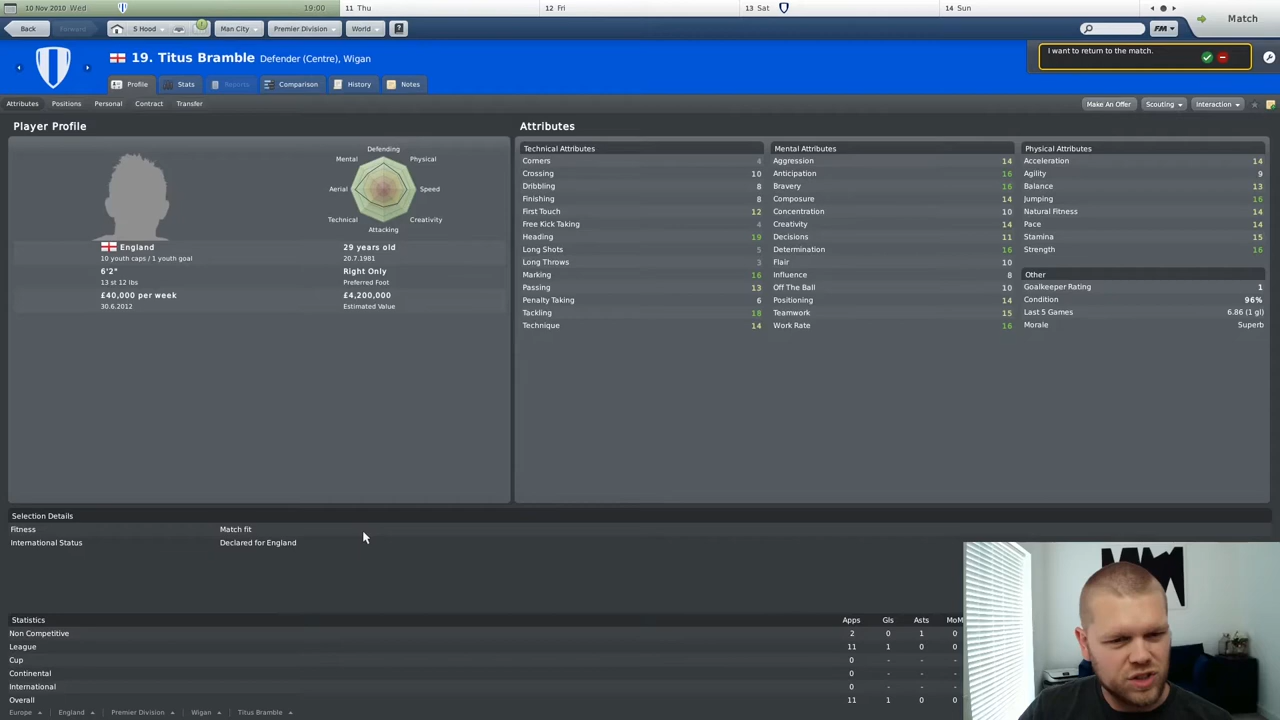 10 Nov 2010 Wed 19:00 11 Thu 12 Fri 13 Sat 14 Sun
Back Forward S Hood Man City Premier Division World ? FM Match
19. Titus Bramble Defender (Centre), Wigan
I want to return to the match.
Profile Stats Reports Comparison History Notes
Attributes Positions Personal Contract Transfer Make An Offer Scouting Interaction
Player Profile
Defending
Mental Physical
Aerial Speed
Technical Creativity
Attacking
England 29 years old
10 youth caps / 1 youth goal 20.7.1981
6'2" Right Only
13 st 12 lbs Preferred Foot
£40,000 per week £4,200,000
30.6.2012 Estimated Value
Attributes
Technical Attributes
Corners 4
Crossing 10
Dribbling 8
Finishing 8
First Touch 12
Free Kick Taking 4
Heading 19
Long Shots 5
Long Throws 3
Marking 16
Passing 13
Penalty Taking 6
Tackling 18
Technique 14
Mental Attributes
Aggression 14
Anticipation 16
Bravery 16
Composure 14
Concentration 10
Creativity 14
Decisions 11
Determination 16
Flair 10
Influence 8
Off The Ball 10
Positioning 14
Teamwork 15
Work Rate 16
Physical Attributes
Acceleration 14
Agility 9
Balance 13
Jumping 16
Natural Fitness 14
Pace 14
Stamina 15
Strength 16
Other
Goalkeeper Rating 1
Condition 96%
Last 5 Games 6.86 (1 gl)
Morale Superb
Selection Details
Fitness Match fit
International Status Declared for England
Statistics Apps Gls Asts MoM
Non Competitive 2 0 1 0
League 11 1 0 0
Cup 0 - - -
Continental 0 - - -
International 0 - - -
Overall 11 1 0 0
Europe England Premier Division Wigan Titus Bramble